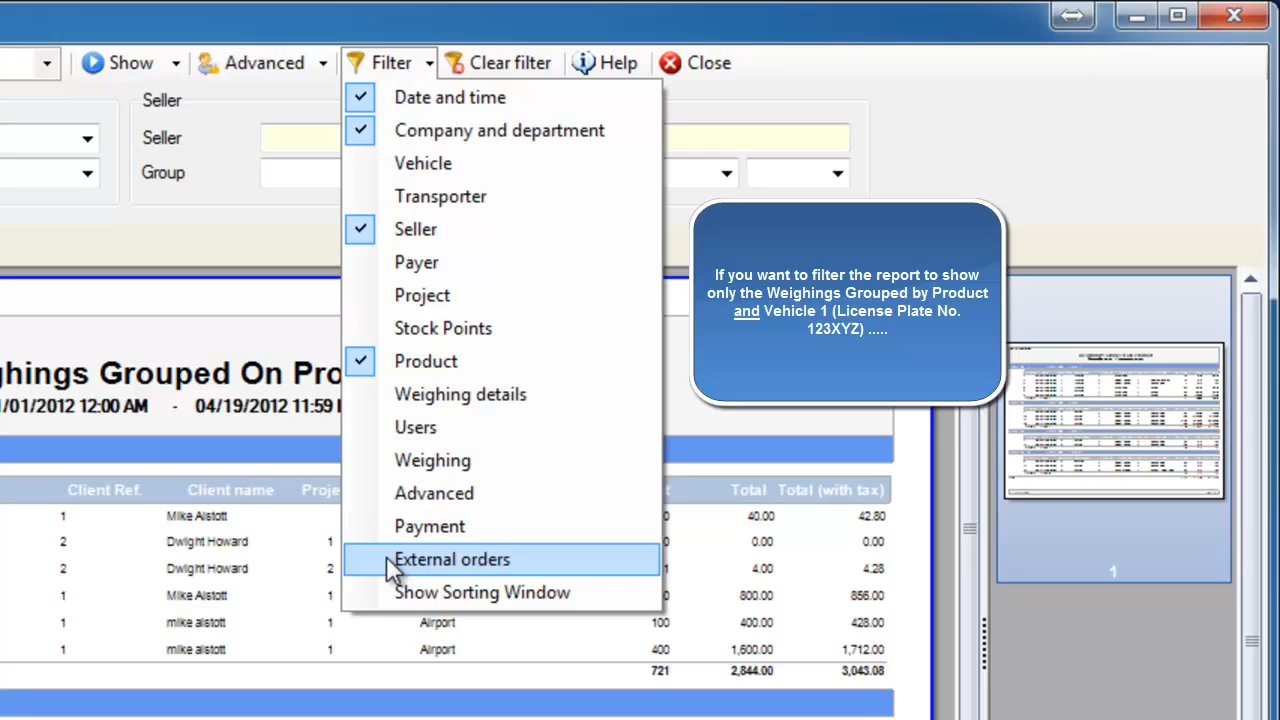 Show
Advanced
Filter
Clear filter
Help
Close
Seller
Seller
Group
Date and time
Company and department
Vehicle
Transporter
Seller
Payer
Project
Stock Points
Product
Weighing details
Users
Weighing
Advanced
Payment
External orders
Show Sorting Window
If you want to filter the report to show
only the Weighings Grouped by Product
and Vehicle 1 (License Plate No.
123XYZ) .....
ghings Grouped On Pro
/01/2012 12:00 AM - 04/19/2012 11:59
Client Ref. Client name Proje t Total Total (with tax)
1 Mike Alstott 0 40.00 42.80
2 Dwight Howard 1 0 0.00 0.00
2 Dwight Howard 2 1 4.00 4.28
1 Mike Alstott 1 800.00 856.00
1 mike alstott 1 Airport 100 400.00 428.00
1 mike alstott 1 Airport 400 1,600.00 1,712.00
721 2,844.00 3,043.08
1